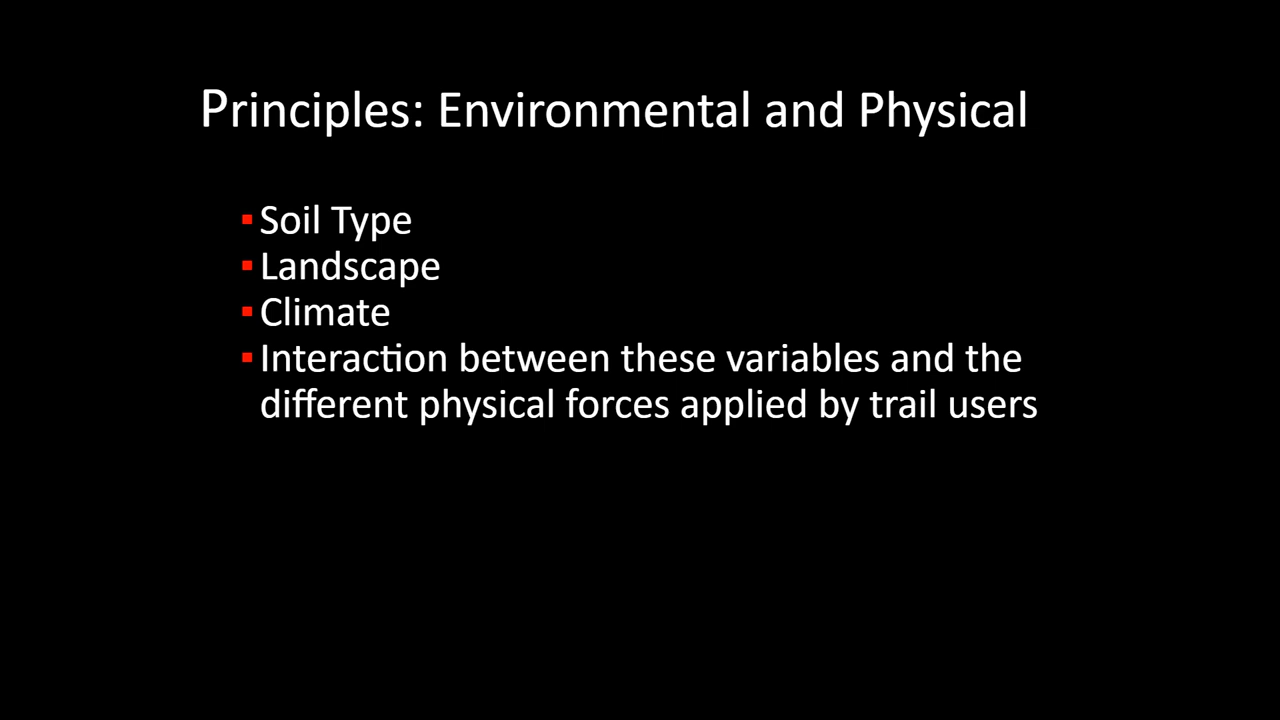 Principles: Environmental and Physical
▪ Soil Type
▪ Landscape
▪ Climate
▪ Interaction between these variables and the
different physical forces applied by trail users